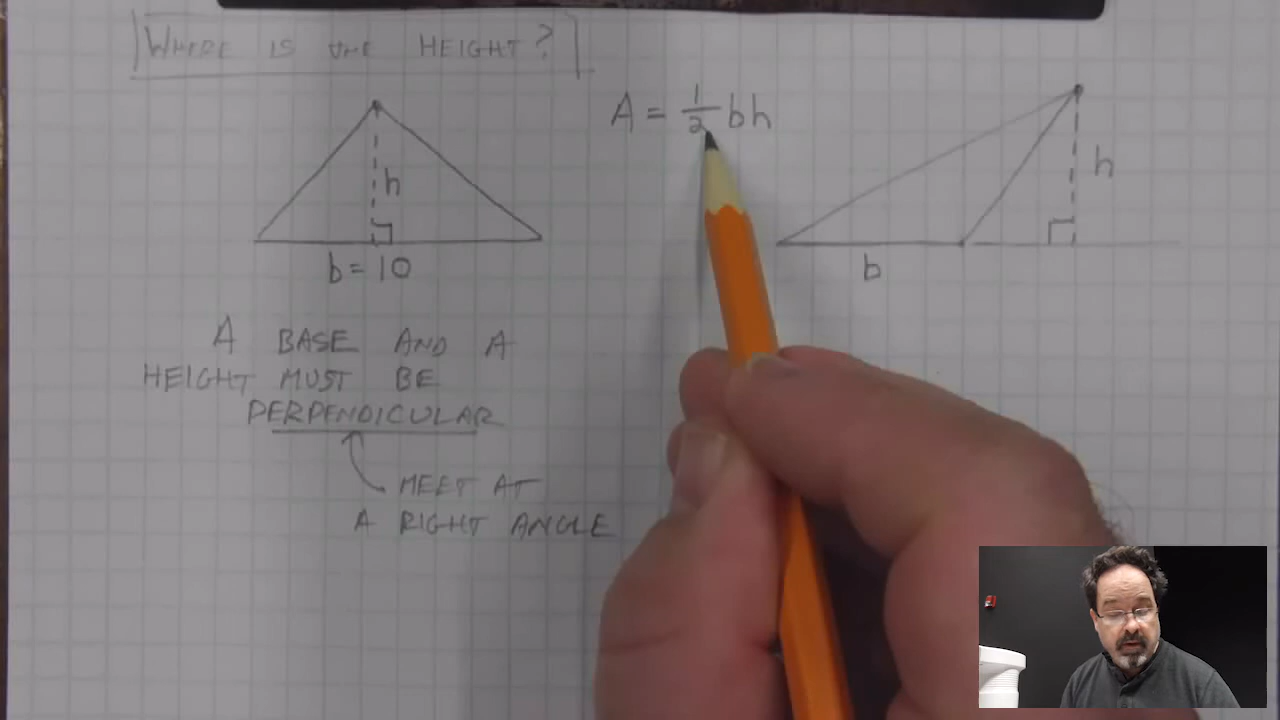 WHERE IS THE HEIGHT?
A = 1/2 bh
h
b = 10
h
b
A BASE AND A
HEIGHT MUST BE
PERPENDICULAR
MEET AT
A RIGHT ANGLE